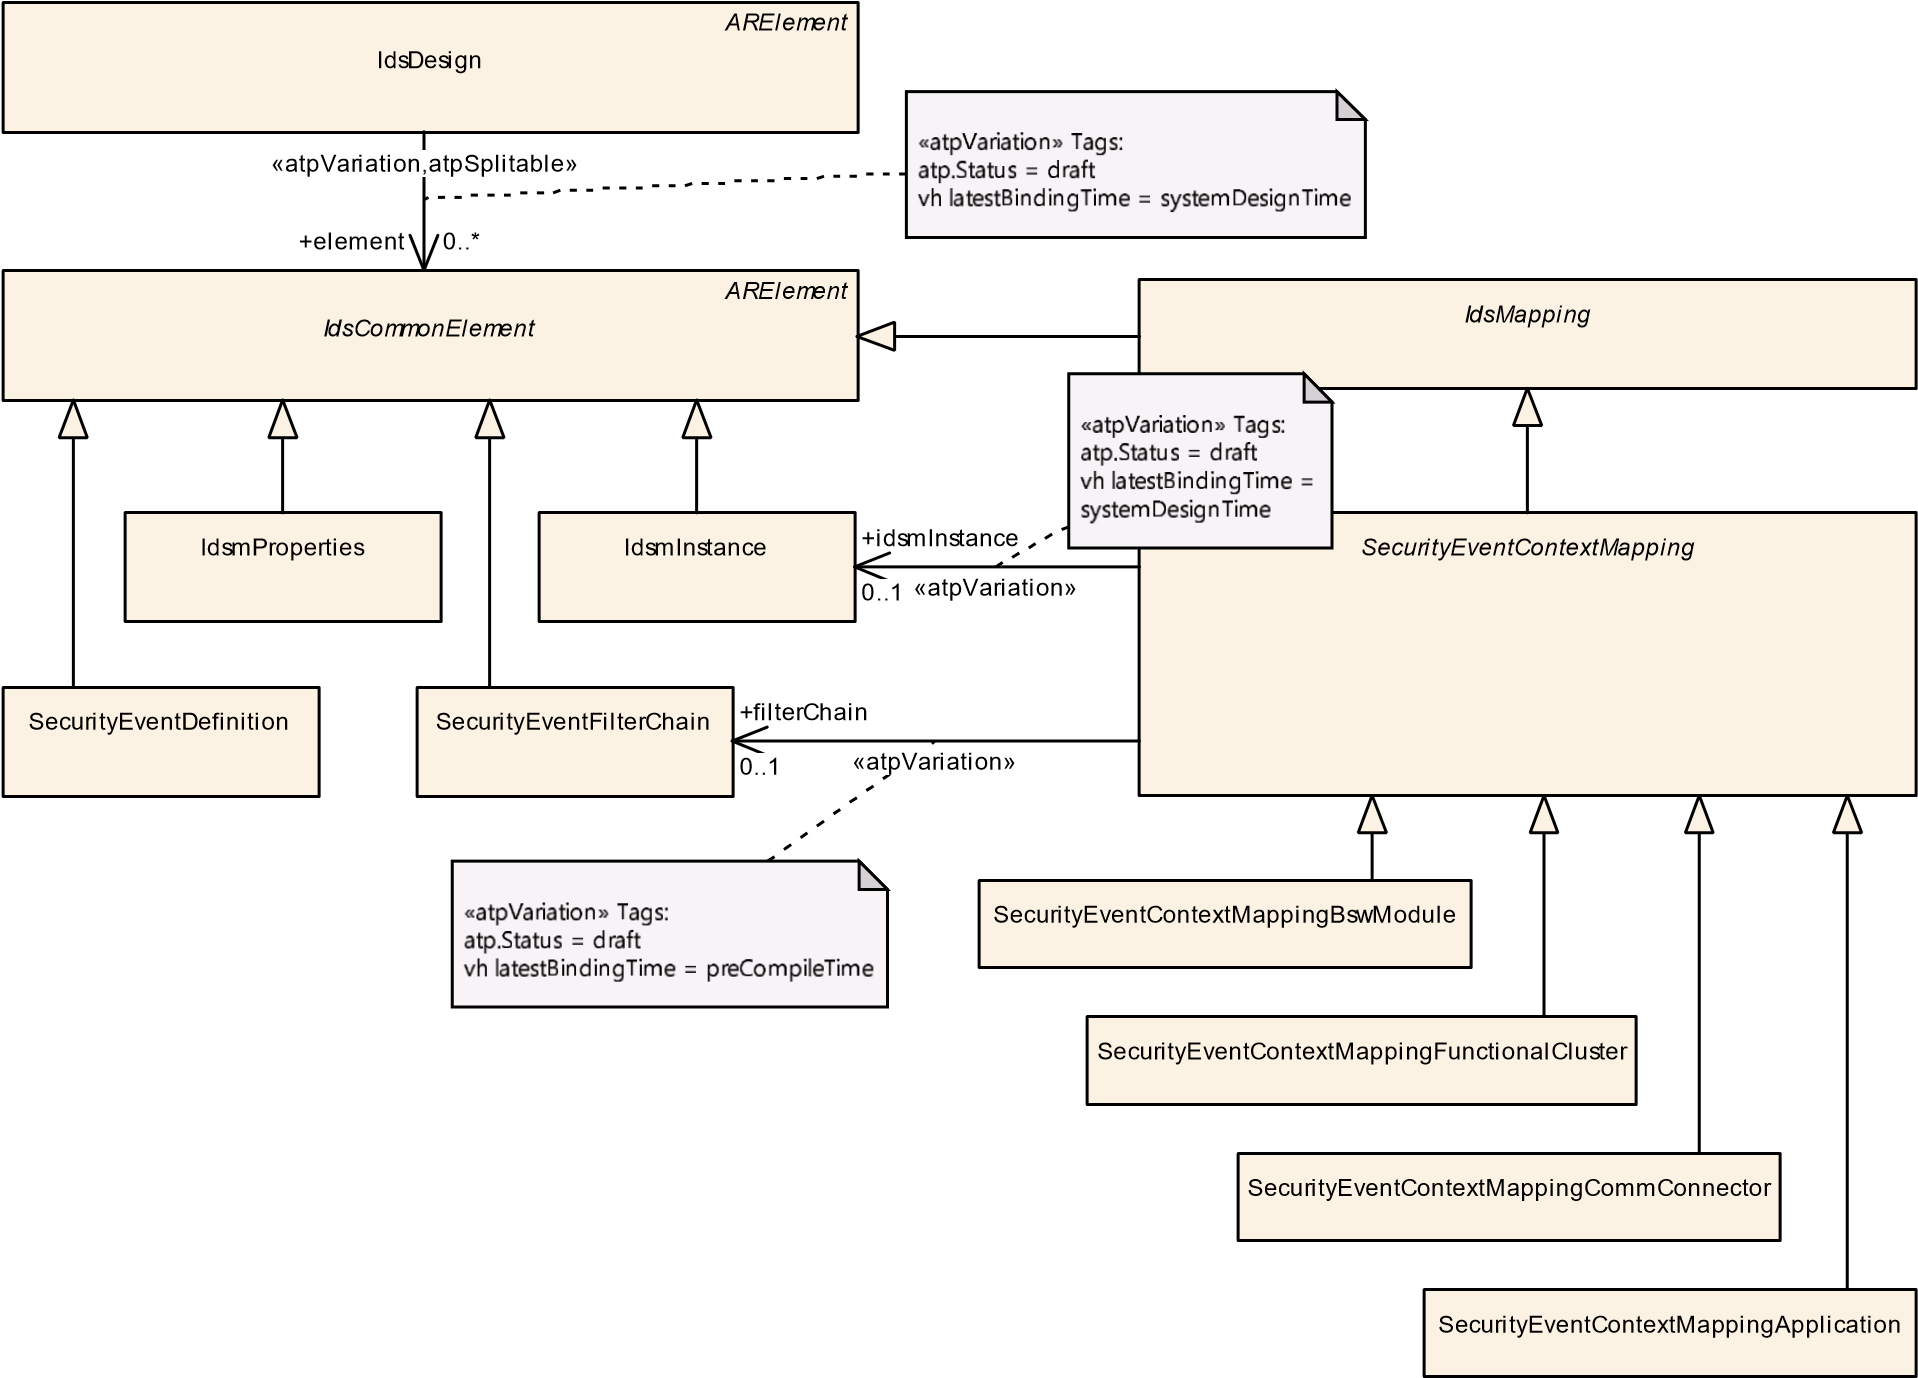 ARElement
IdsDesign
«atpVariation,atpSplitable»
«atpVariation» Tags:
atp.Status = draft
vh latestBindingTime = systemDesignTime
+element
0..*
ARElement
IdsCommonElement
IdsMapping
«atpVariation» Tags:
atp.Status = draft
vh latestBindingTime =
systemDesignTime
IdsmProperties
IdsmInstance
+idsmInstance
0..1
«atpVariation»
SecurityEventContextMapping
SecurityEventDefinition
SecurityEventFilterChain
+filterChain
0..1
«atpVariation»
«atpVariation» Tags:
atp.Status = draft
vh latestBindingTime = preCompileTime
SecurityEventContextMappingBswModule
SecurityEventContextMappingFunctionalCluster
SecurityEventContextMappingCommConnector
SecurityEventContextMappingApplication